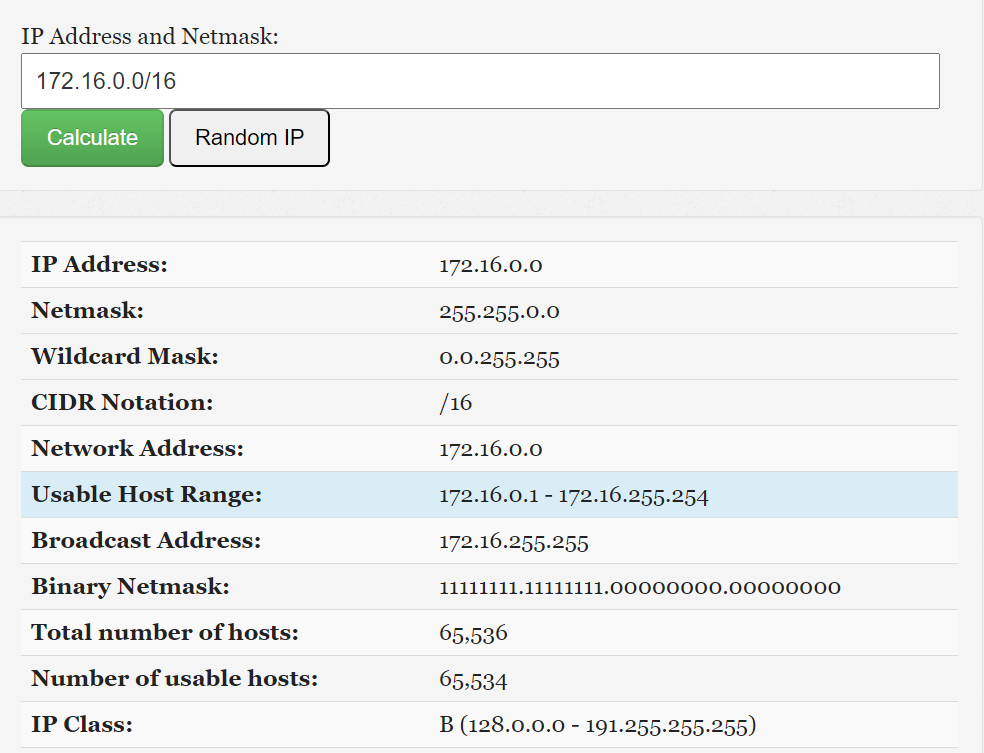 IP Address and Netmask:
172.16.0.0/16
Calculate Random IP
IP Address: 172.16.0.0
Netmask: 255.255.0.0
Wildcard Mask: 0.0.255.255
CIDR Notation: /16
Network Address: 172.16.0.0
Usable Host Range: 172.16.0.1 - 172.16.255.254
Broadcast Address: 172.16.255.255
Binary Netmask: 11111111.11111111.00000000.00000000
Total number of hosts: 65,536
Number of usable hosts: 65,534
IP Class: B (128.0.0.0 - 191.255.255.255)